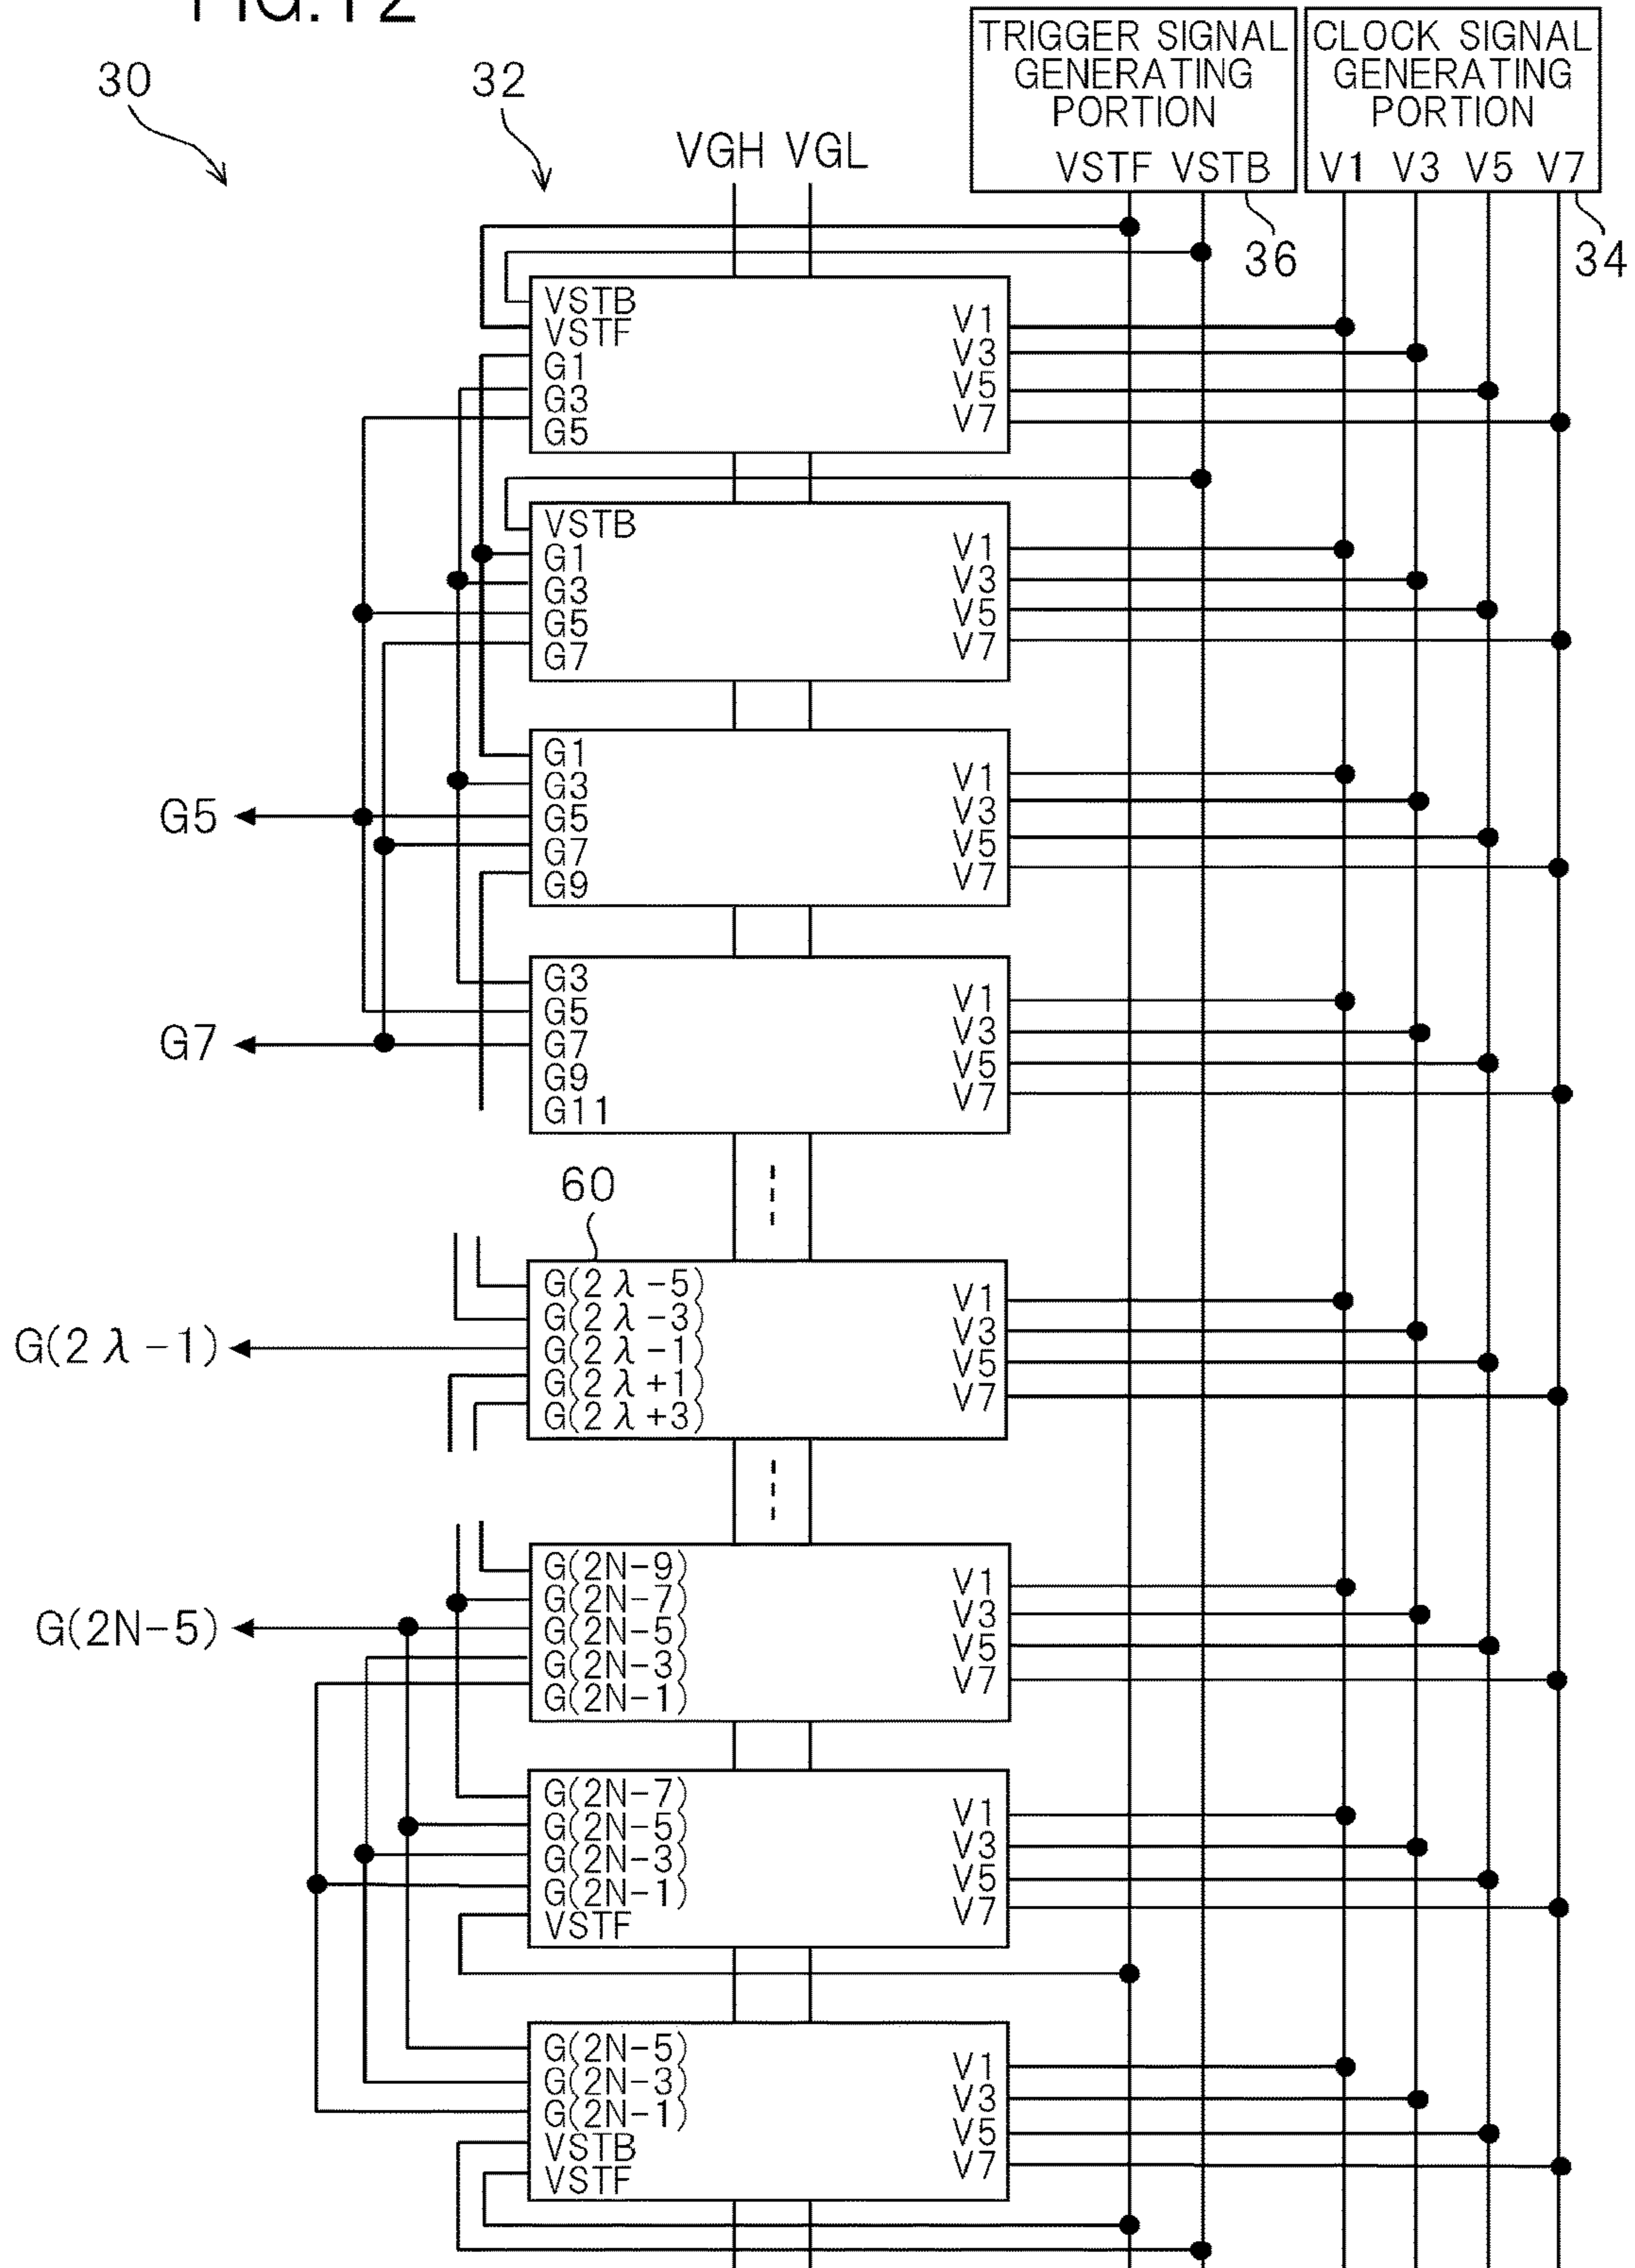 FIG.12
30
32
TRIGGER SIGNAL
GENERATING
PORTION
VSTF VSTB
CLOCK SIGNAL
GENERATING
PORTION
V1 V3 V5 V7
VGH VGL
36
34
VSTB
VSTF
G1
G3
G5
V1
V3
V5
V7
VSTB
G1
G3
G5
G7
V1
V3
V5
V7
G5
G1
G3
G5
G7
G9
V1
V3
V5
V7
G7
G3
G5
G7
G9
G11
V1
V3
V5
V7
60
G(2λ-1)
G(2λ-5)
G(2λ-3)
G(2λ-1)
G(2λ+1)
G(2λ+3)
V1
V3
V5
V7
G(2N-5)
G(2N-9)
G(2N-7)
G(2N-5)
G(2N-3)
G(2N-1)
V1
V3
V5
V7
G(2N-7)
G(2N-5)
G(2N-3)
G(2N-1)
VSTF
V1
V3
V5
V7
G(2N-5)
G(2N-3)
G(2N-1)
VSTB
VSTF
V1
V3
V5
V7